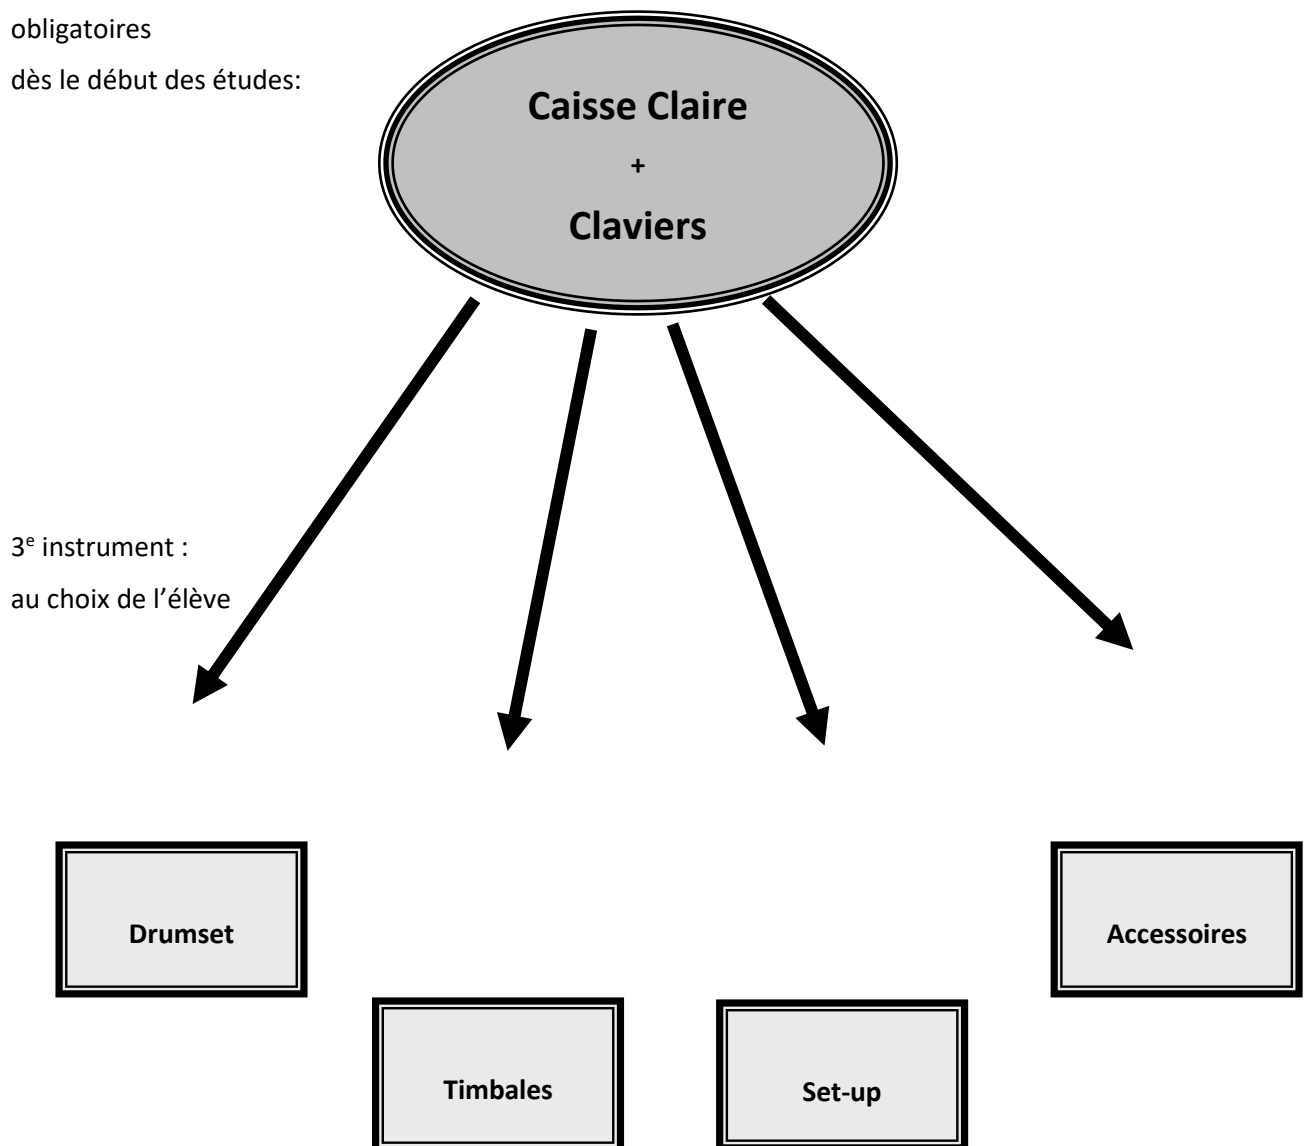 obligatoires
dès le début des études:
Caisse Claire
+
Claviers
3e instrument :
au choix de l’élève
Drumset
Accessoires
Timbales
Set-up